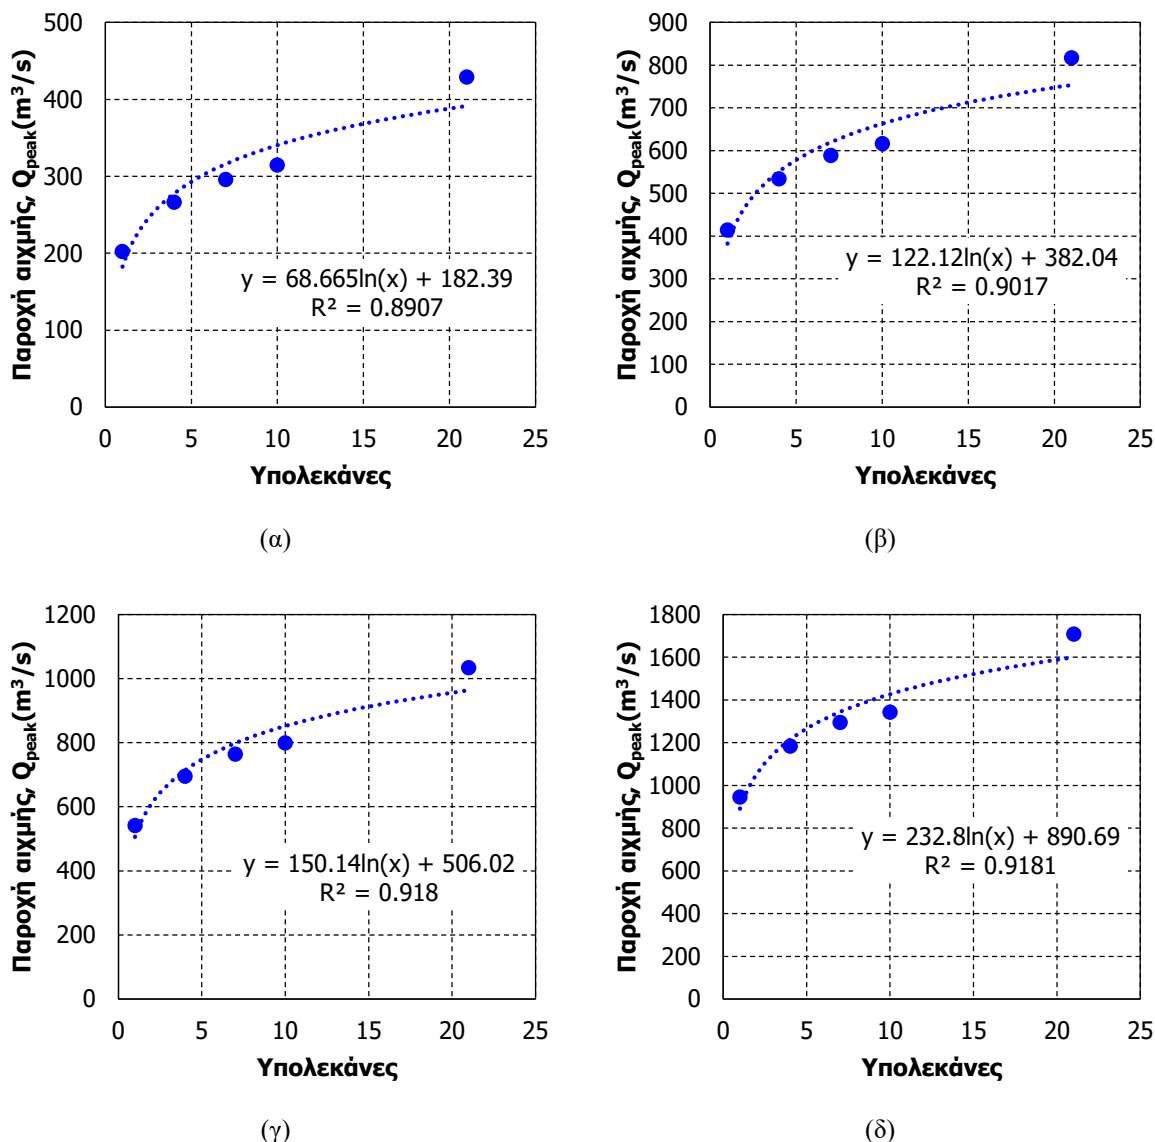 Παροχή αιχμής, Qpeak(m³/s)
500
400
300
200
100
0
y = 68.665ln(x) + 182.39
R² = 0.8907
0 5 10 15 20 25
Υπολεκάνες
(α)
Παροχή αιχμής, Qpeak(m³/s)
900
800
700
600
500
400
300
200
100
0
y = 122.12ln(x) + 382.04
R² = 0.9017
0 5 10 15 20 25
Υπολεκάνες
(β)
Παροχή αιχμής, Qpeak(m³/s)
1200
1000
800
600
400
200
0
y = 150.14ln(x) + 506.02
R² = 0.918
0 5 10 15 20 25
Υπολεκάνες
(γ)
Παροχή αιχμής, Qpeak(m³/s)
1800
1600
1400
1200
1000
800
600
400
200
0
y = 232.8ln(x) + 890.69
R² = 0.9181
0 5 10 15 20 25
Υπολεκάνες
(δ)